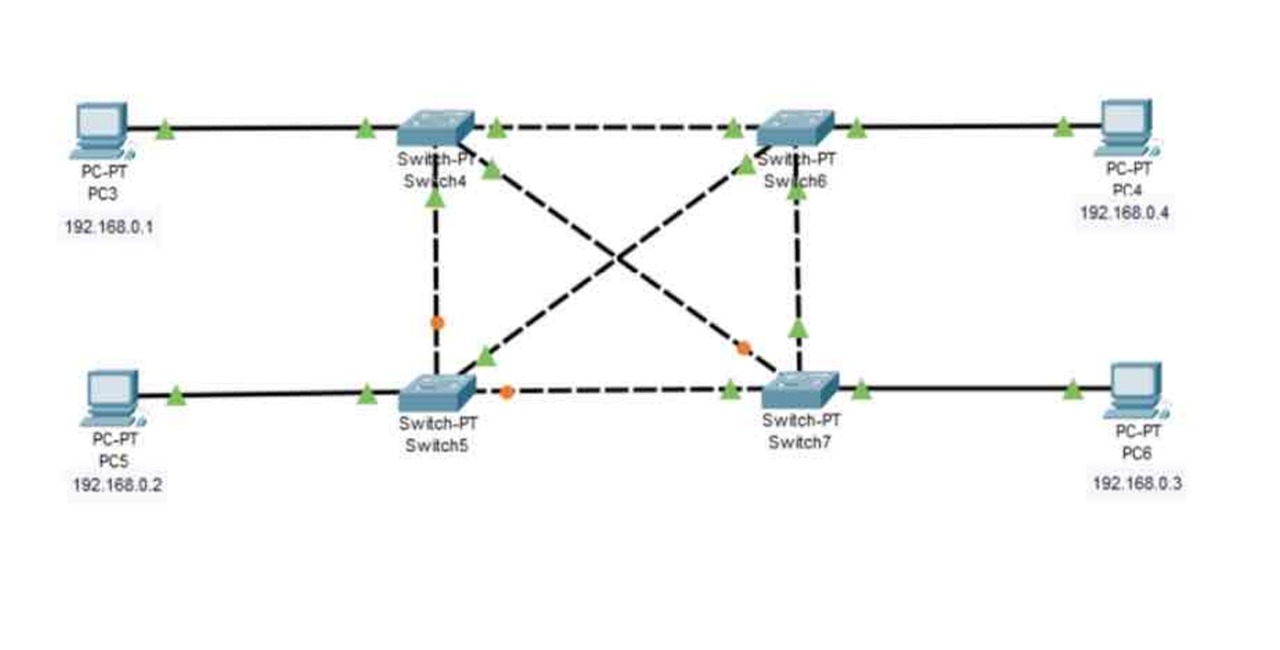 Switch-PT
Switch4
Switch-PT
Switch6
PC-PT
PC3
192.168.0.1
PC-PT
PC4
192.168.0.4
Switch-PT
Switch5
Switch-PT
Switch7
PC-PT
PC5
192.168.0.2
PC-PT
PC6
192.168.0.3